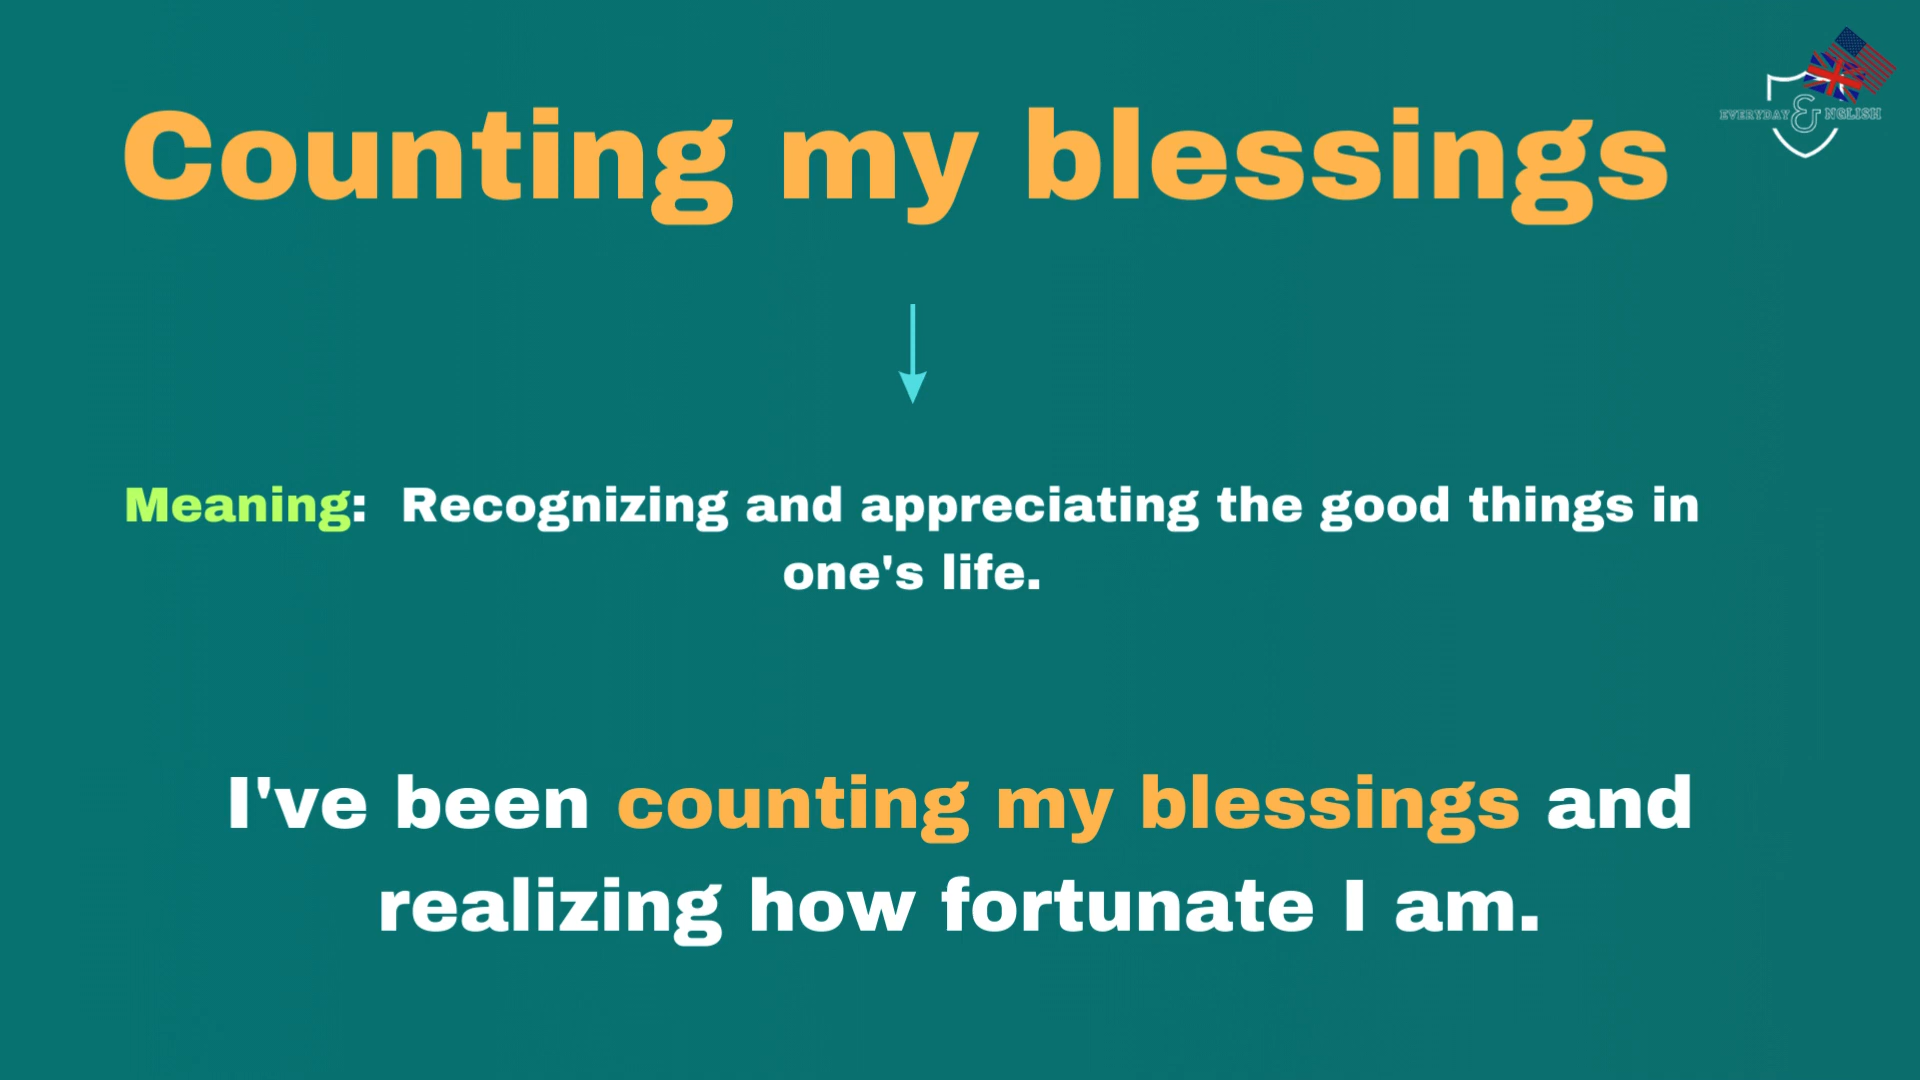 Counting my blessings
EVERYDAY & NGLISH
Meaning: Recognizing and appreciating the good things in
one's life.
I've been counting my blessings and
realizing how fortunate I am.